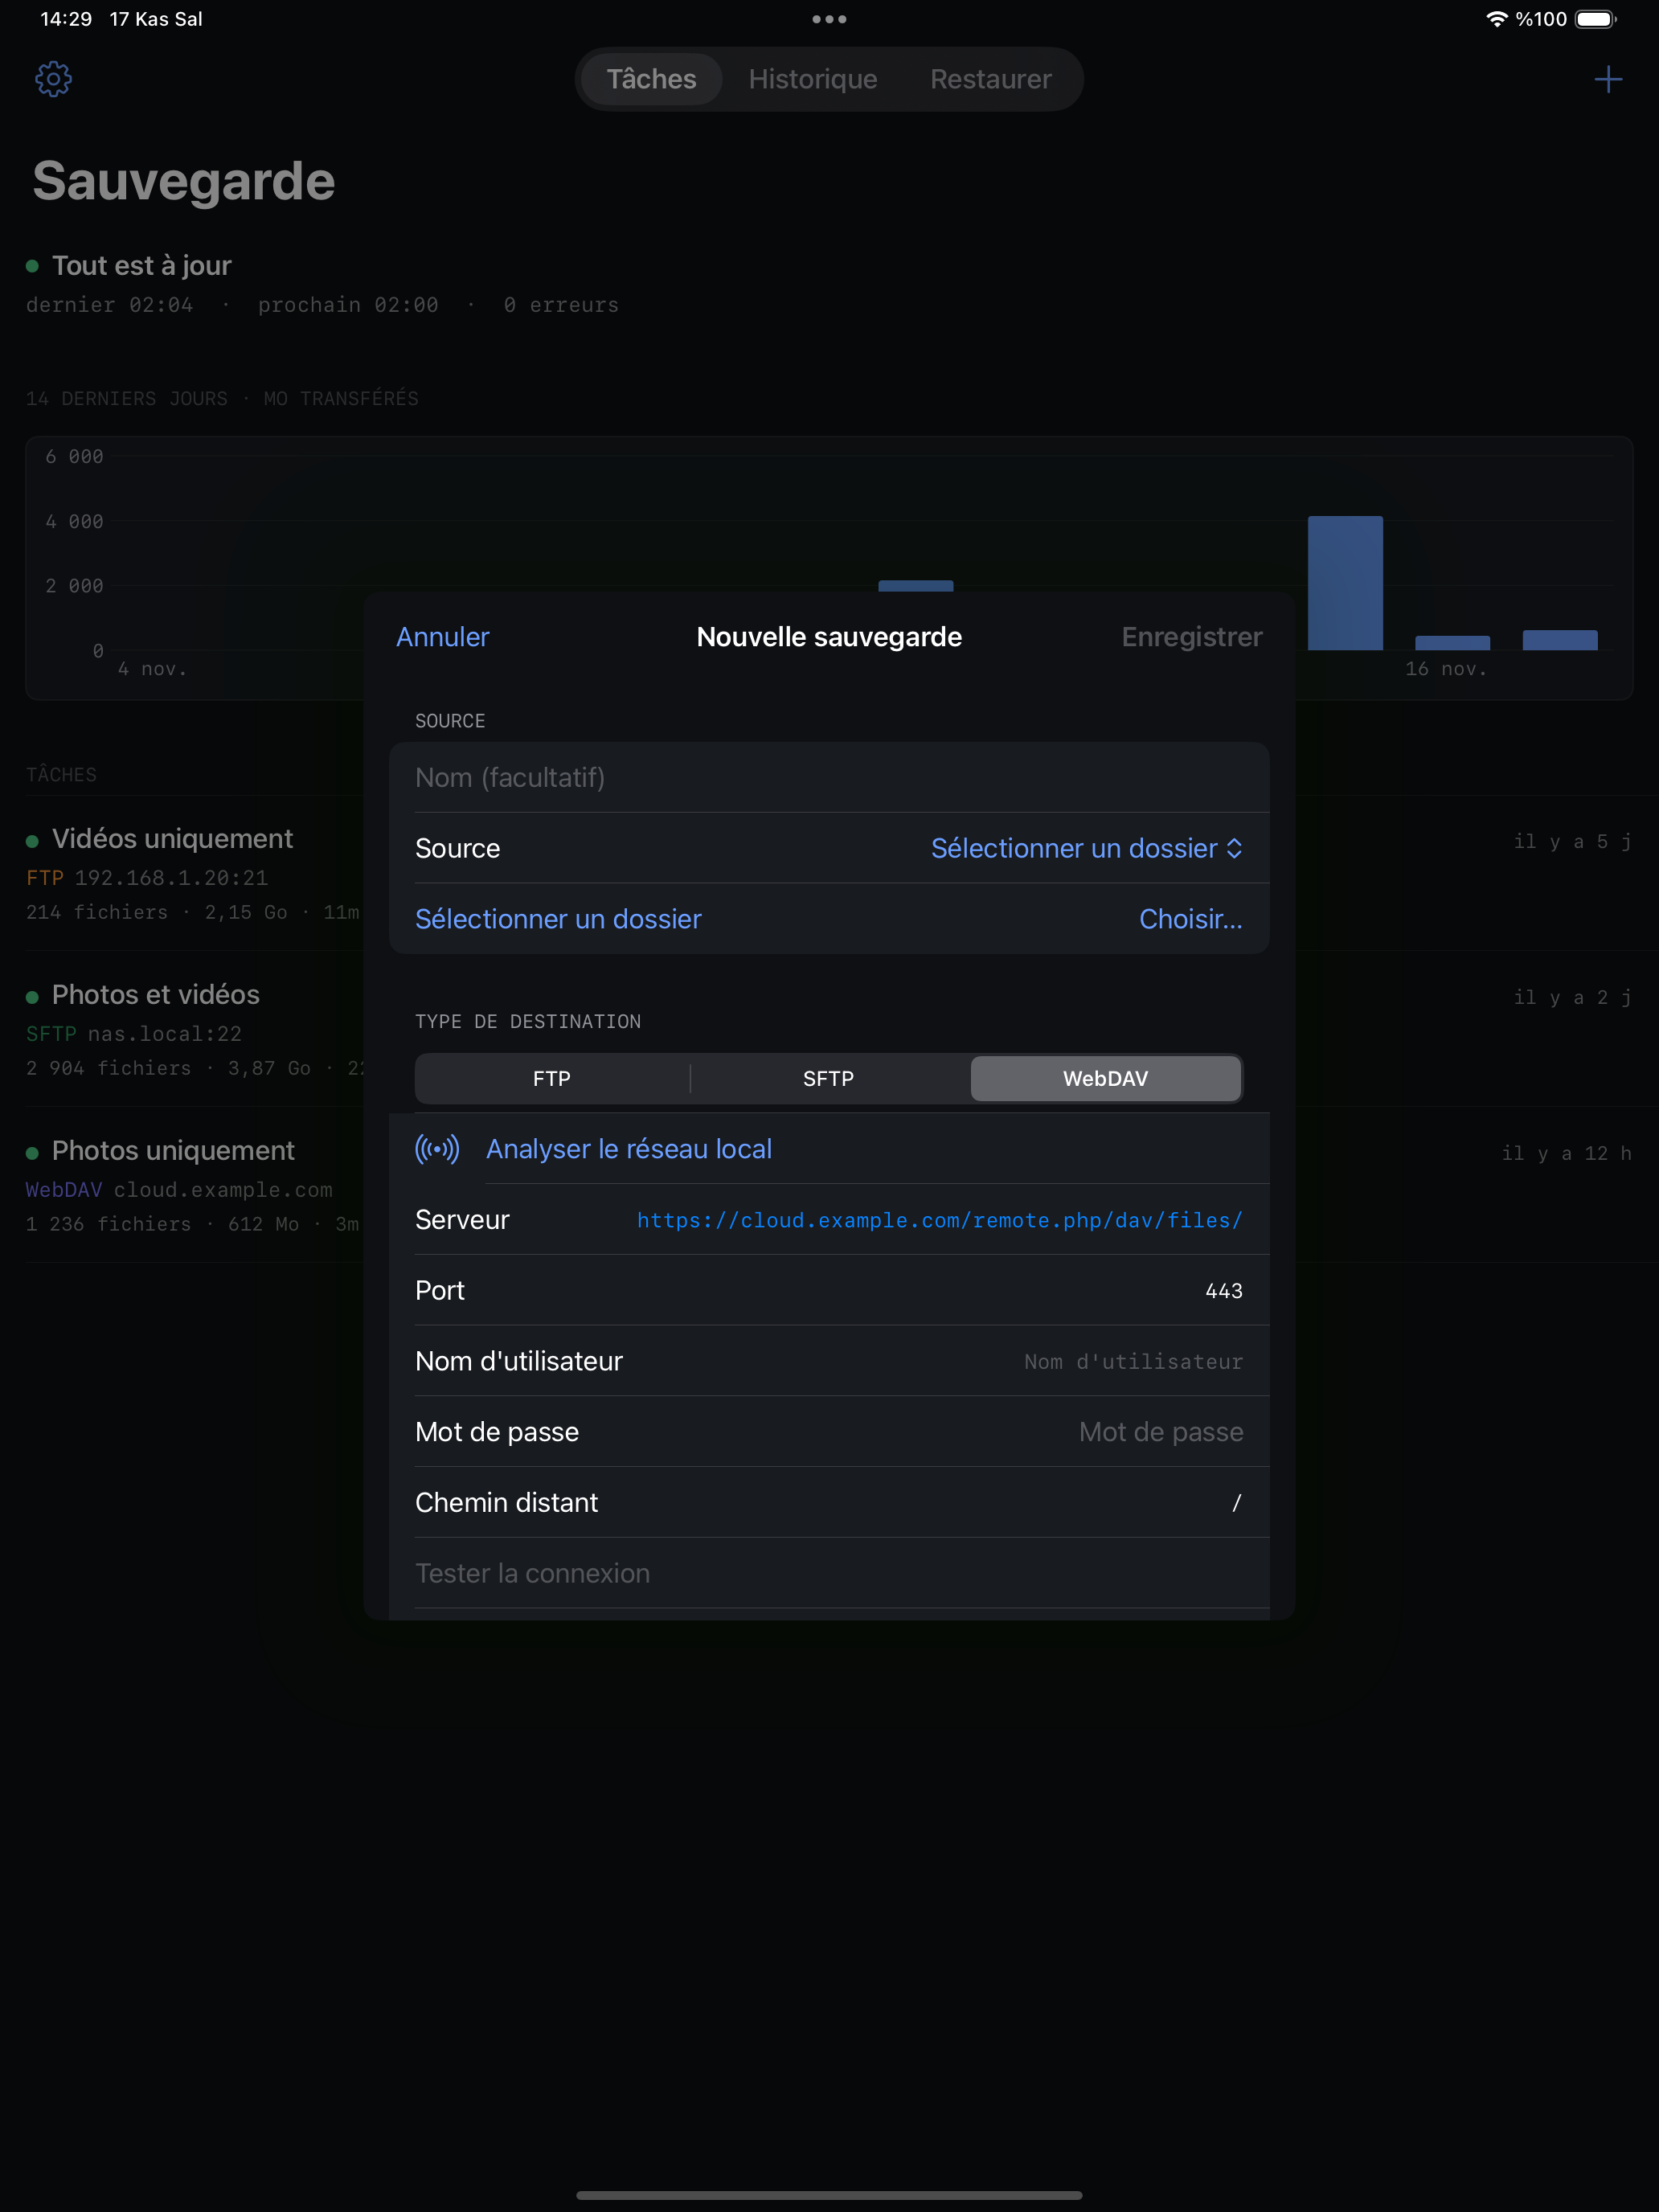 14:29 17 Kas Sal
%100
Tâches Historique Restaurer
Sauvegarde
Tout est à jour
dernier 02:04 · prochain 02:00 · 0 erreurs
14 DERNIERS JOURS · MO TRANSFÉRÉS
6 000
4 000
2 000
0
4 nov.
16 nov.
TÂCHES
Vidéos uniquement
il y a 5 j
FTP 192.168.1.20:21
214 fichiers · 2,15 Go · 11m
Photos et vidéos
il y a 2 j
SFTP nas.local:22
2 904 fichiers · 3,87 Go ·
Photos uniquement
il y a 12 h
WebDAV cloud.example.com
1 236 fichiers · 612 Mo · 3m
Annuler Nouvelle sauvegarde Enregistrer
SOURCE
Nom (facultatif)
Source Sélectionner un dossier
Sélectionner un dossier Choisir...
TYPE DE DESTINATION
FTP SFTP WebDAV
Analyser le réseau local
Serveur https://cloud.example.com/remote.php/dav/files/
Port 443
Nom d'utilisateur Nom d'utilisateur
Mot de passe Mot de passe
Chemin distant /
Tester la connexion